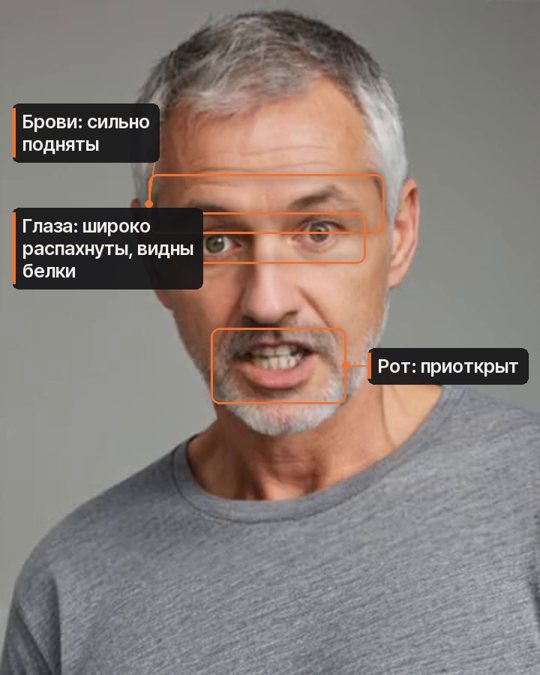 Брови: сильно
подняты
Глаза: широко
распахнуты, видны
белки
Рот: приоткрыт